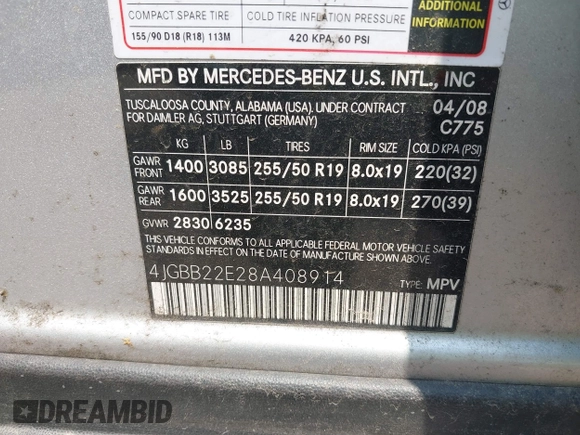 ADDITIONAL
INFORMATION
COMPACT SPARE TIRE
COLD TIRE INFLATION PRESSURE
155/90 D18 (R18) 113M
420 KPA, 60 PSI
MFD BY MERCEDES-BENZ U.S. INTL., INC
TUSCALOOSA COUNTY, ALABAMA (USA). UNDER CONTRACT
FOR DAIMLER AG, STUTTGART (GERMANY)
04/08
C775
KG LB TIRES RIM SIZE COLD KPA (PSI)
GAWR FRONT 1400 3085 255/50 R19 8.0x19 220(32)
GAWR REAR 1600 3525 255/50 R19 8.0x19 270(39)
GVWR 2830 6235
THIS VEHICLE CONFORMS TO ALL APPLICABLE FEDERAL MOTOR VEHICLE SAFETY
STANDARDS IN EFFECT ON THE DATE OF MANUFACTURE SHOWN ABOVE.
4JGBB22E28A408914
TYPE: MPV
DREAMBID